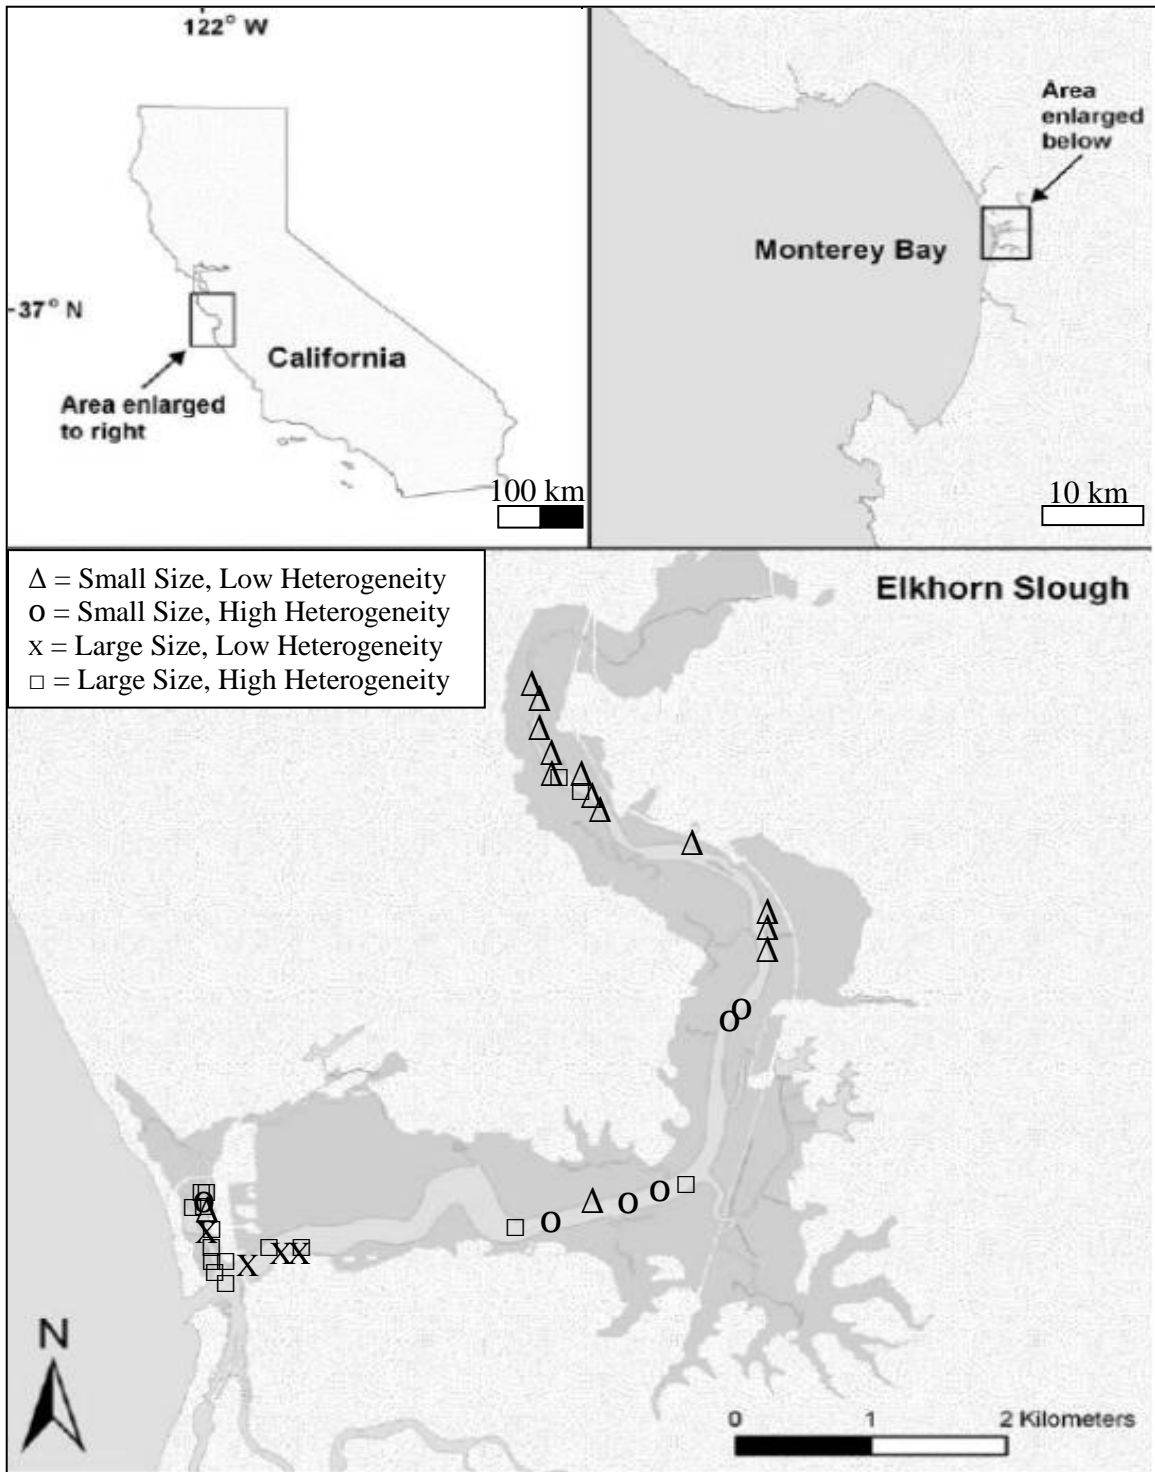 122° W
37° N
California
Area enlarged
to right
100 km
Area
enlarged
below
Monterey Bay
10 km
Δ = Small Size, Low Heterogeneity
o = Small Size, High Heterogeneity
x = Large Size, Low Heterogeneity
□ = Large Size, High Heterogeneity
Elkhorn Slough
N
0 1 2 Kilometers